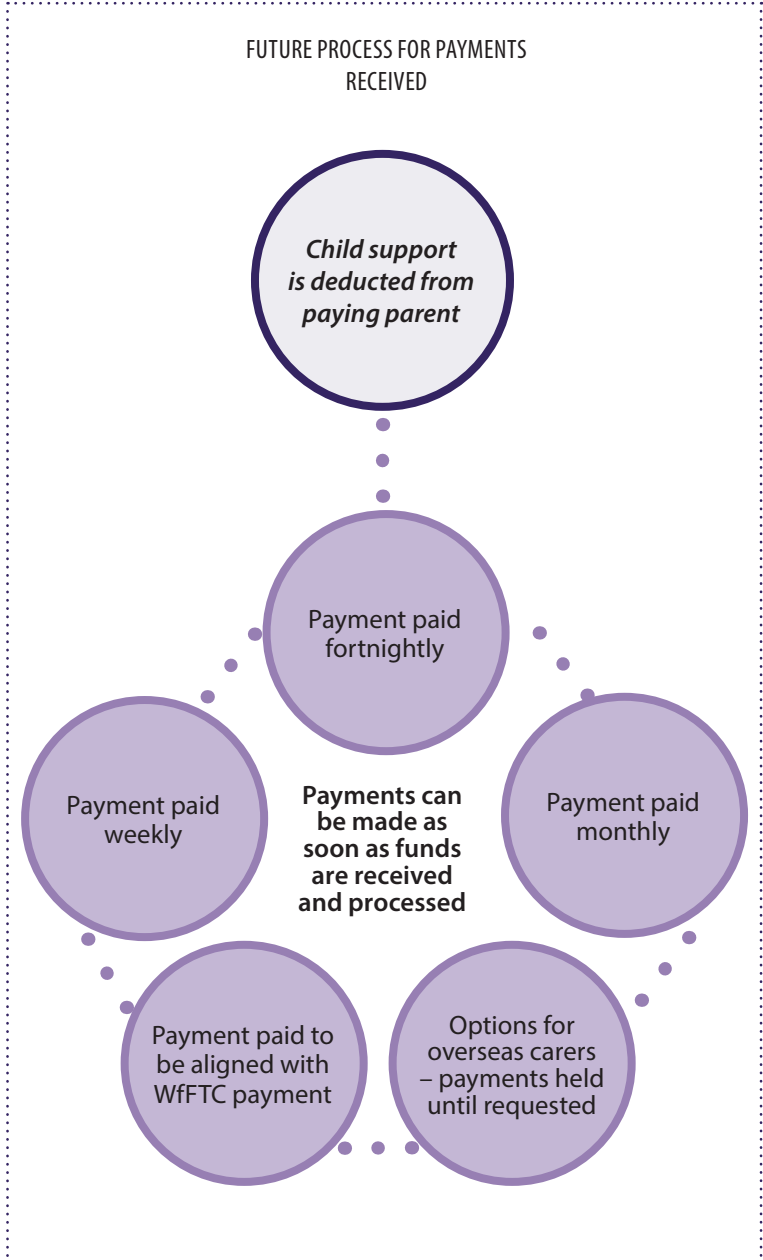 FUTURE PROCESS FOR PAYMENTS
RECEIVED
Child support
is deducted from
paying parent
Payment paid
fortnightly
Payment paid
weekly
Payments can
be made as
soon as funds
are received
and processed
Payment paid
monthly
Payment paid to
be aligned with
WfFTC payment
Options for
overseas carers
– payments held
until requested